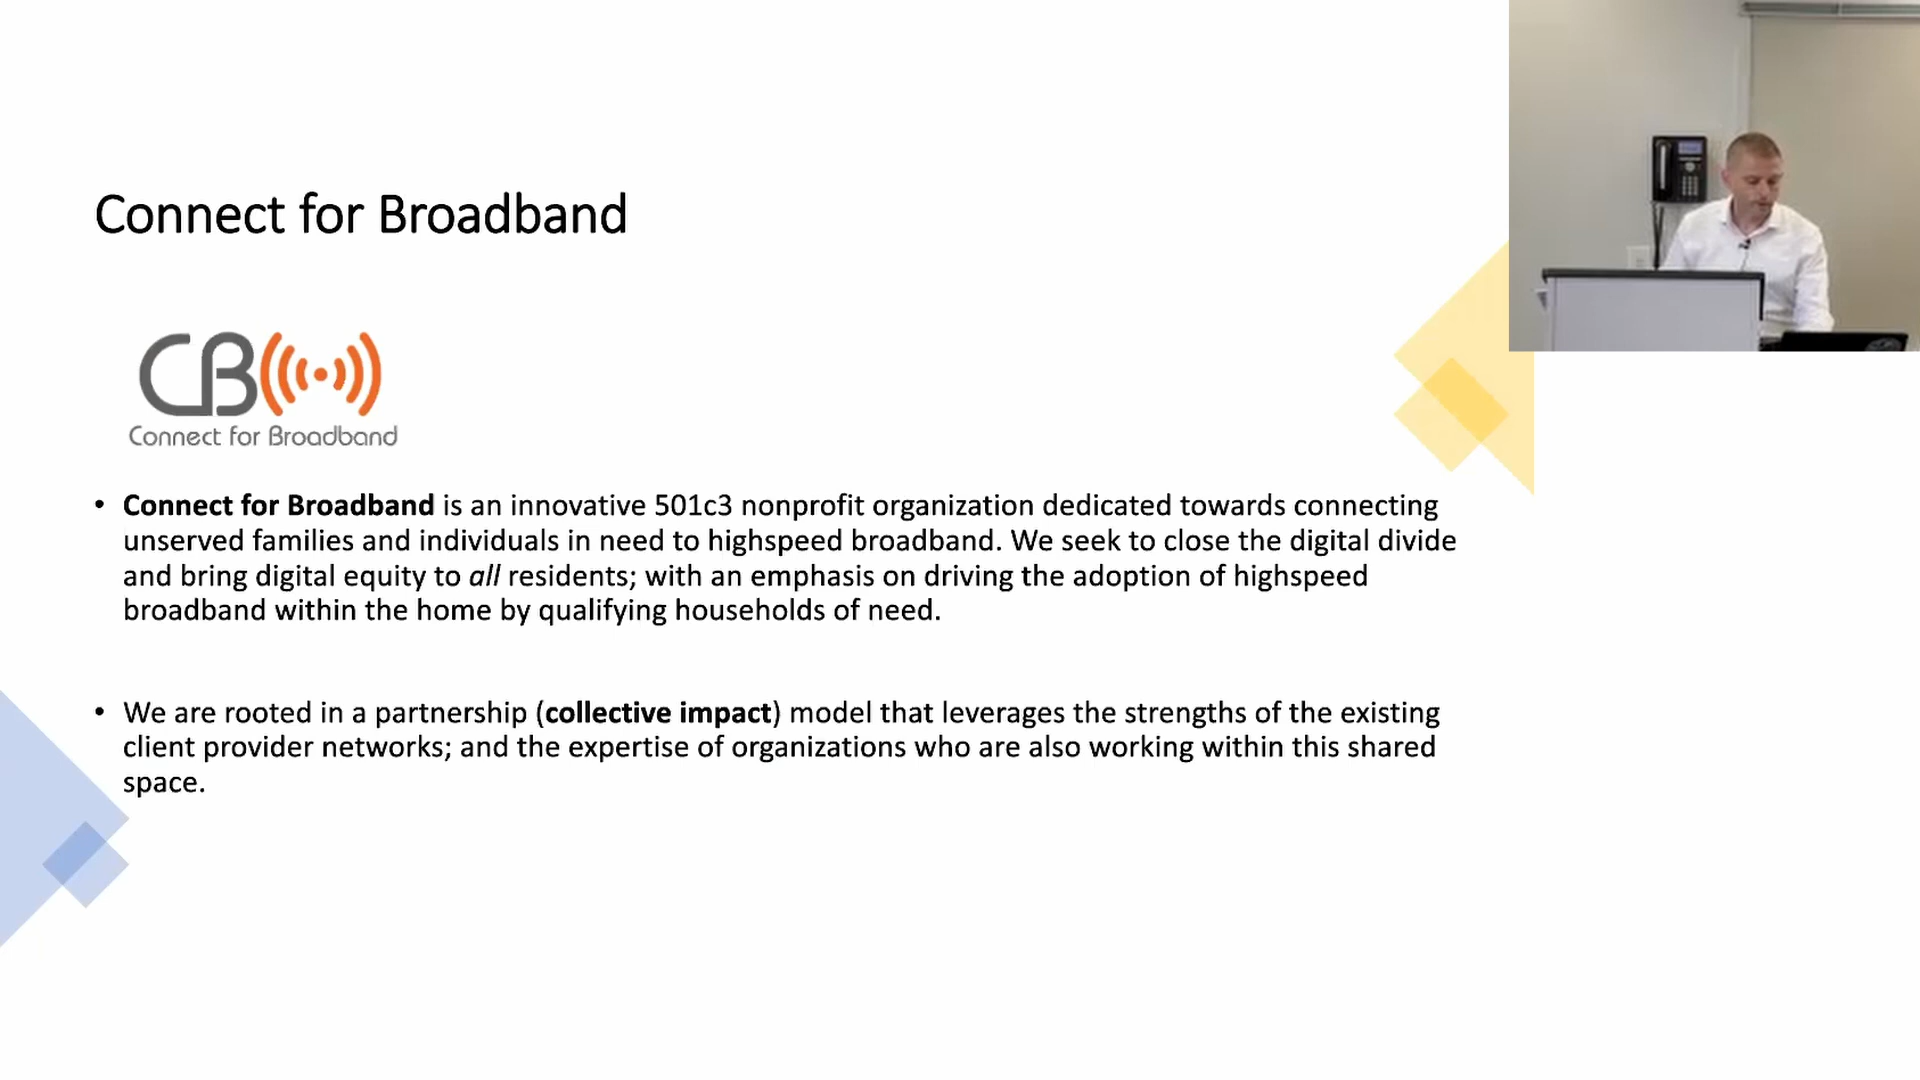 Connect for Broadband
CB
Connect for Broadband
• Connect for Broadband is an innovative 501c3 nonprofit organization dedicated towards connecting
unserved families and individuals in need to highspeed broadband. We seek to close the digital divide
and bring digital equity to all residents; with an emphasis on driving the adoption of highspeed
broadband within the home by qualifying households of need.
• We are rooted in a partnership (collective impact) model that leverages the strengths of the existing
client provider networks; and the expertise of organizations who are also working within this shared
space.